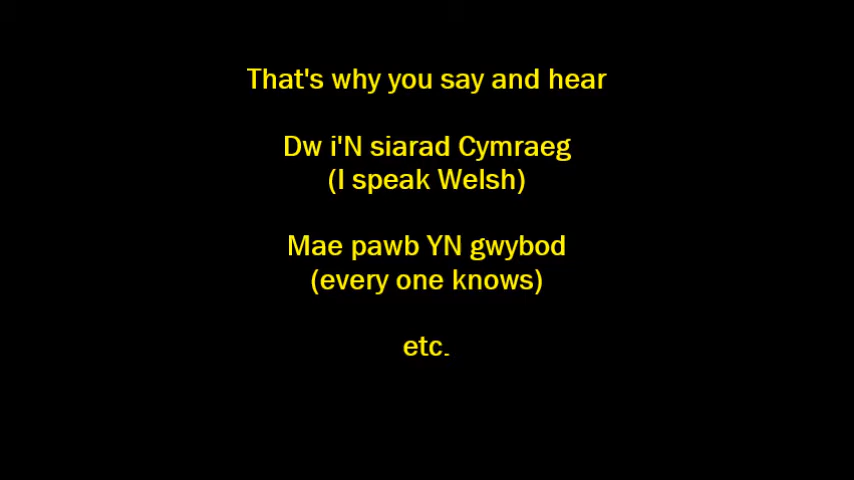 That's why you say and hear
Dw i'N siarad Cymraeg
(I speak Welsh)
Mae pawb YN gwybod
(every one knows)
etc.